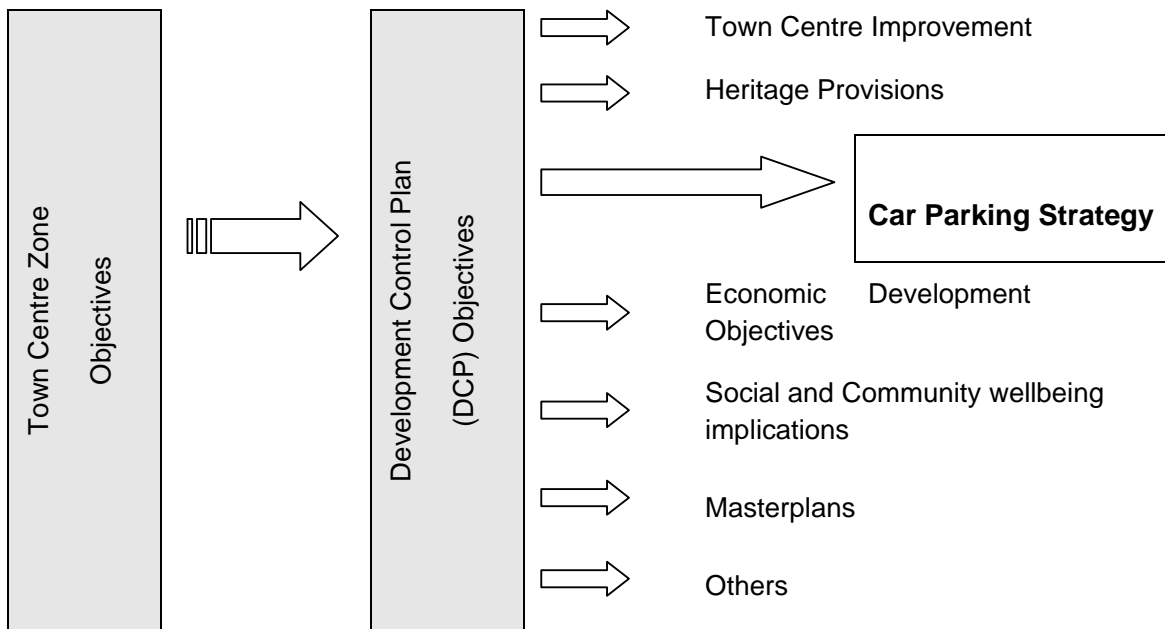 Town Centre Zone
Objectives
Development Control Plan
(DCP) Objectives
Town Centre Improvement
Heritage Provisions
Car Parking Strategy
Economic Development
Objectives
Social and Community wellbeing
implications
Masterplans
Others